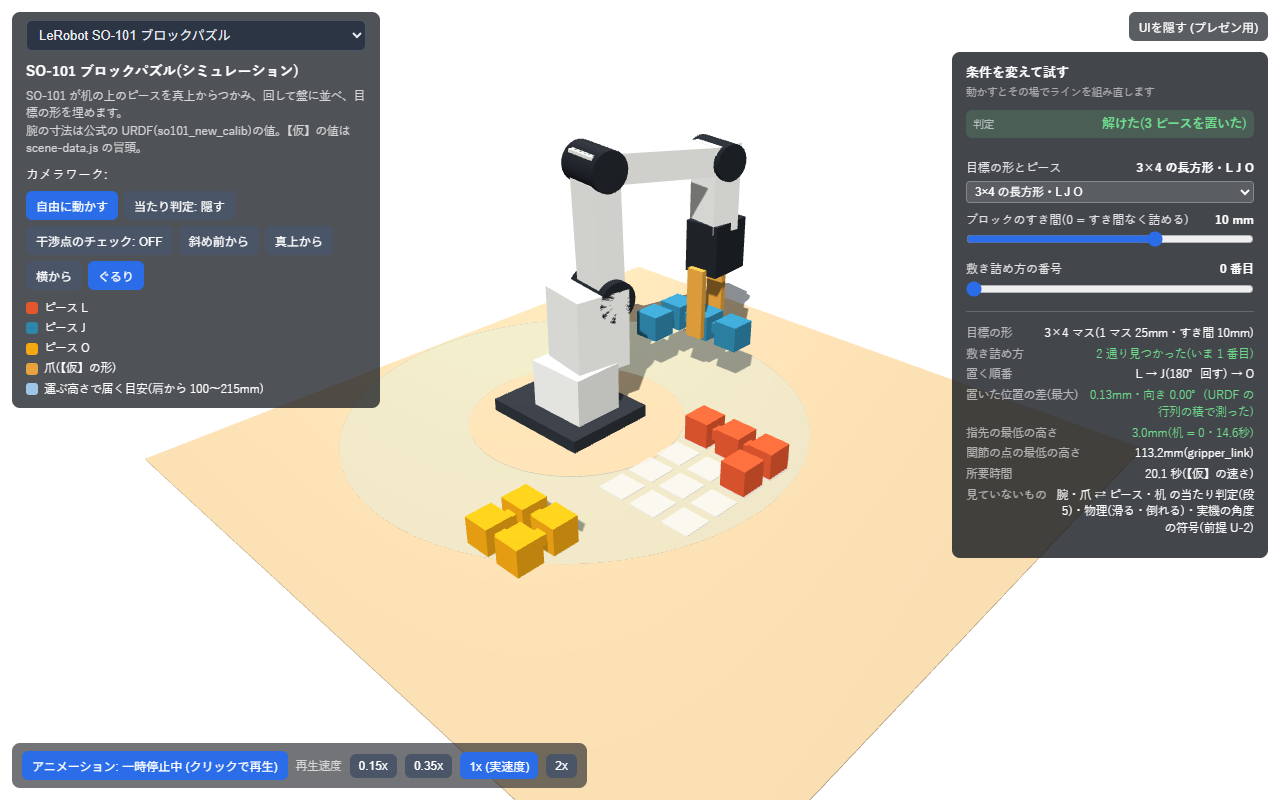 LeRobot SO-101 ブロックパズル
SO-101 ブロックパズル(シミュレーション)
SO-101 が机の上のピースを真上からつかみ、回して盤に並べ、目
標の形を埋めます。
腕の寸法は公式の URDF(so101_new_calib)の値。【仮】の値は
scene-data.js の冒頭。
カメラワーク:
自由に動かす
当たり判定: 隠す
干渉点のチェック: OFF
斜め前から
真上から
横から
ぐるり
ピース L
ピース J
ピース O
爪(【仮】の形)
運ぶ高さで届く目安(肩から 100〜215mm)
UIを隠す (プレゼン用)
条件を変えて試す
動かすとその場でラインを組み直します
判定 解けた(3 ピースを置いた)
目標の形とピース 3×4 の長方形・L J O
3×4 の長方形・L J O
ブロックのすき間(0 = すき間なく詰める) 10 mm
敷き詰め方の番号 0 番目
目標の形 3×4 マス(1 マス 25mm・すき間 10mm)
敷き詰め方 2 通り見つかった(いま 1 番目)
置く順番 L → J(180° 回す) → O
置いた位置の差(最大) 0.13mm・向き 0.00° (URDF の
行列の積で測った)
指先の最低の高さ 3.0mm(机 = 0・14.6秒)
関節の点の最低の高さ 113.2mm(gripper_link)
所要時間 20.1 秒(【仮】の速さ)
見ていないもの 腕・爪 ⇄ ピース・机 の当たり判定(段
5)・物理(滑る・倒れる)・実機の角度
の符号(前提 U-2)
アニメーション: 一時停止中 (クリックで再生)
再生速度
0.15x
0.35x
1x (実速度)
2x